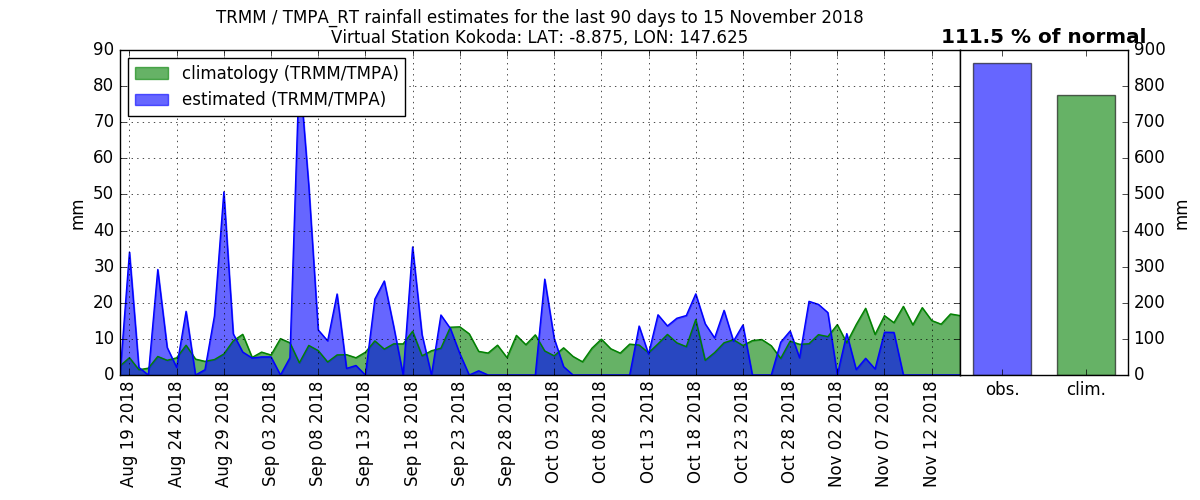 TRMM / TMPA_RT rainfall estimates for the last 90 days to 15 November 2018
Virtual Station Kokoda: LAT: -8.875, LON: 147.625
111.5 % of normal
climatology (TRMM/TMPA)
estimated (TRMM/TMPA)
mm
90
80
70
60
50
40
30
20
10
0
Aug 19 2018
Aug 24 2018
Aug 29 2018
Sep 03 2018
Sep 08 2018
Sep 13 2018
Sep 18 2018
Sep 23 2018
Sep 28 2018
Oct 03 2018
Oct 08 2018
Oct 13 2018
Oct 18 2018
Oct 23 2018
Oct 28 2018
Nov 02 2018
Nov 07 2018
Nov 12 2018
obs.
clim.
900
800
700
600
500
400
300
200
100
0
mm